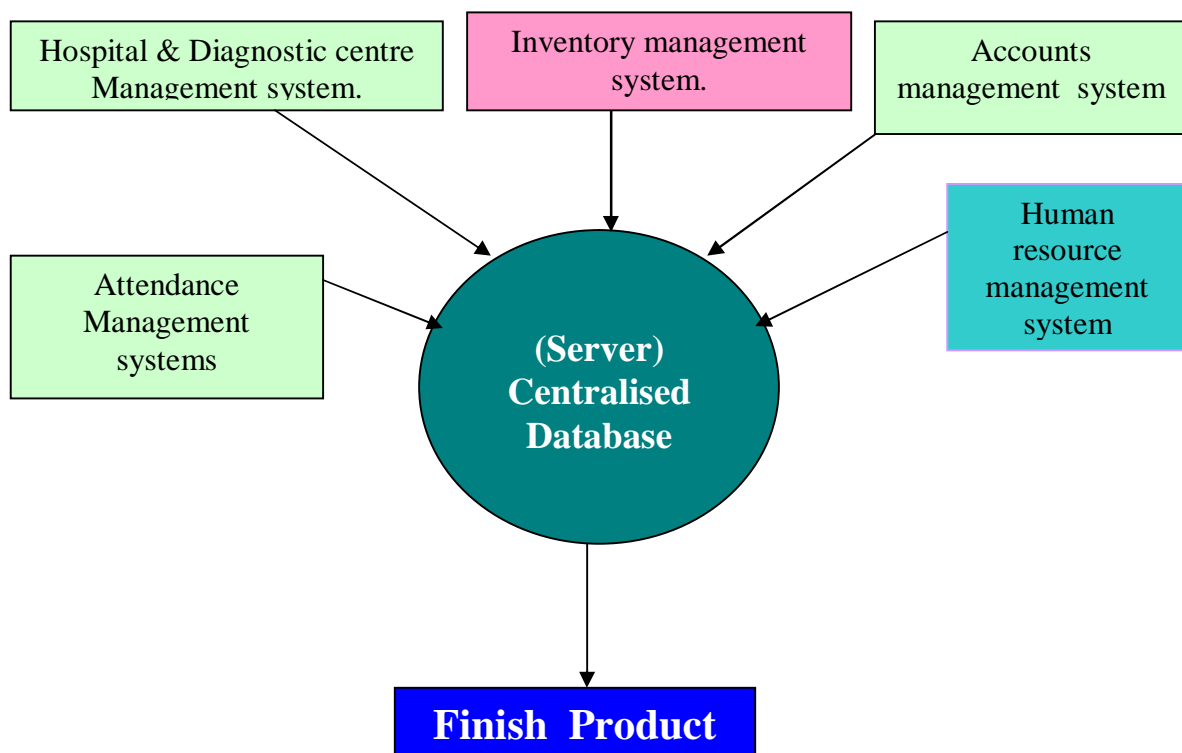 Hospital & Diagnostic centre
Management system.
Inventory management
system.
Accounts
management system
Attendance
Management
systems
Human
resource
management
system
(Server)
Centralised
Database
Finish Product